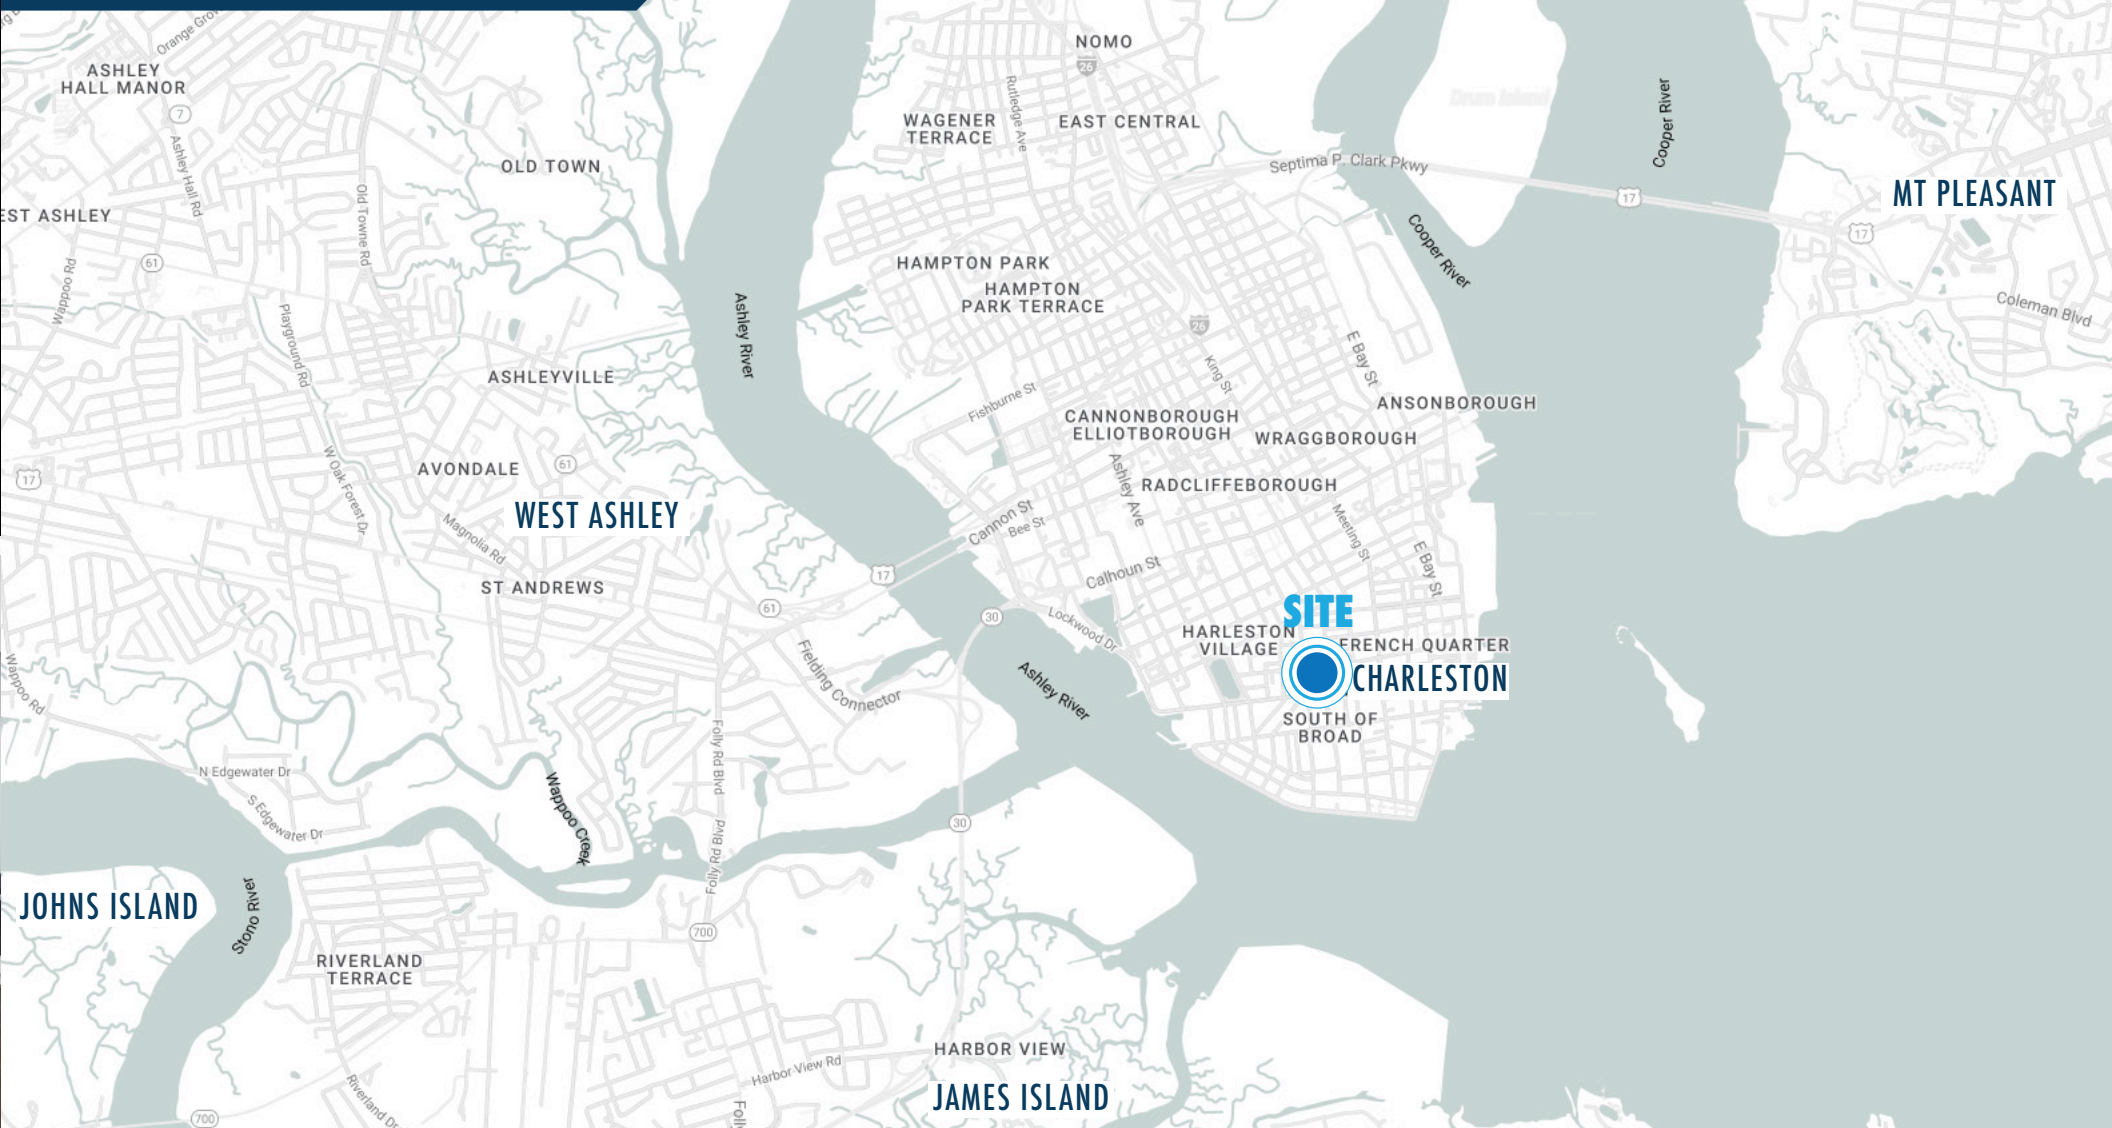 Orange Gro
NOMO
26
ASHLEY
HALL MANOR
7
Ashley Hall Rd
Rutledge Ave
WAGENER
TERRACE
EAST CENTRAL
Drum Island
Cooper River
Septima P. Clark Pkwy
OLD TOWN
Old Towne Rd
17
MT PLEASANT
EST ASHLEY
Cooper River
17
61
Wappoo Rd
HAMPTON PARK
HAMPTON
PARK TERRACE
Ashley River
Playground Rd
26
Coleman Blvd
E Bay St
King St
ASHLEYVILLE
Fishburne St
ANSONBOROUGH
CANNONBOROUGH
ELLIOTBOROUGH
WRAGGBOROUGH
AVONDALE
61
17
W Oak Forest Dr
Ashley Ave
RADCLIFFEBOROUGH
WEST ASHLEY
Magnolia Rd
Cannon St
Bee St
Meeting St
E Bay St
ST ANDREWS
17
Calhoun St
61
30
Lockwood Dr
SITE
HARLESTON
VILLAGE
FRENCH QUARTER
CHARLESTON
Wappoo Rd
Fielding Connector
Ashley River
SOUTH OF
BROAD
Folly Rd Blvd
N Edgewater Dr
S Edgewater Dr
Wappoo Creek
30
Folly Rd Blvd
JOHNS ISLAND
Stono River
700
RIVERLAND
TERRACE
HARBOR VIEW
Harbor View Rd
JAMES ISLAND
Riverland Dr
Foll
700